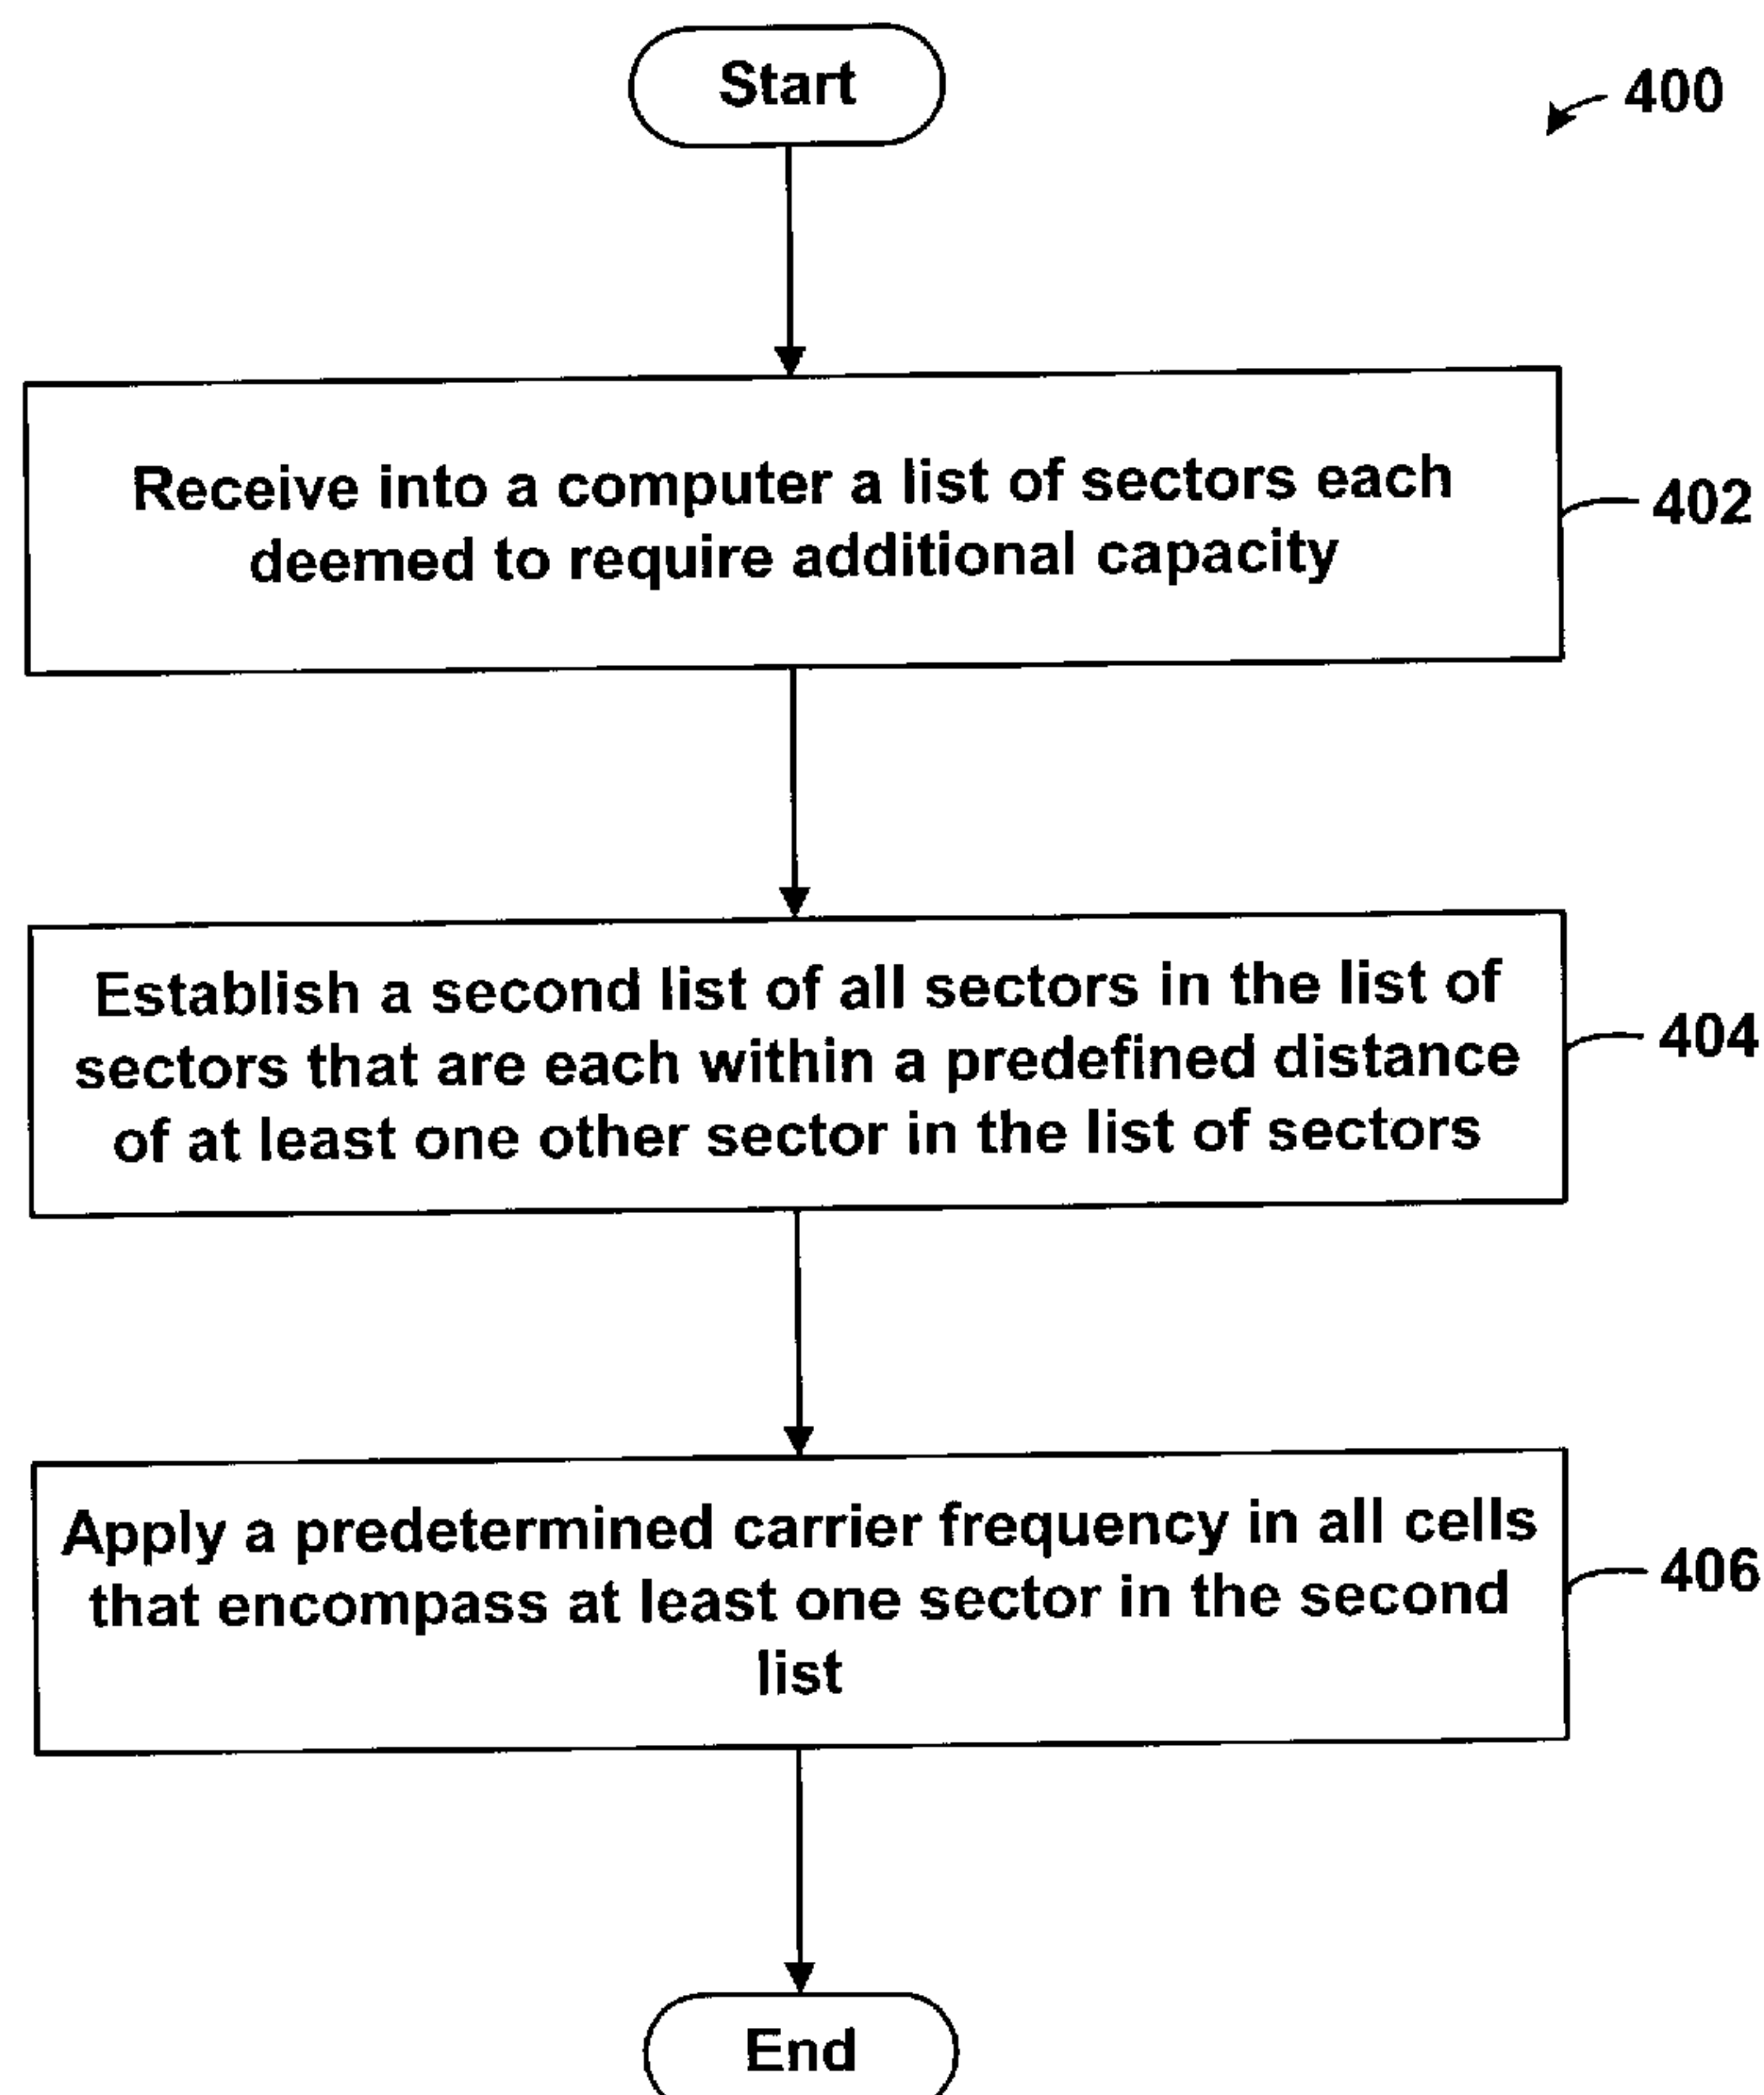 Start
400
Receive into a computer a list of sectors each
deemed to require additional capacity
402
Establish a second list of all sectors in the list of
sectors that are each within a predefined distance
of at least one other sector in the list of sectors
404
Apply a predetermined carrier frequency in all cells
that encompass at least one sector in the second
list
406
End